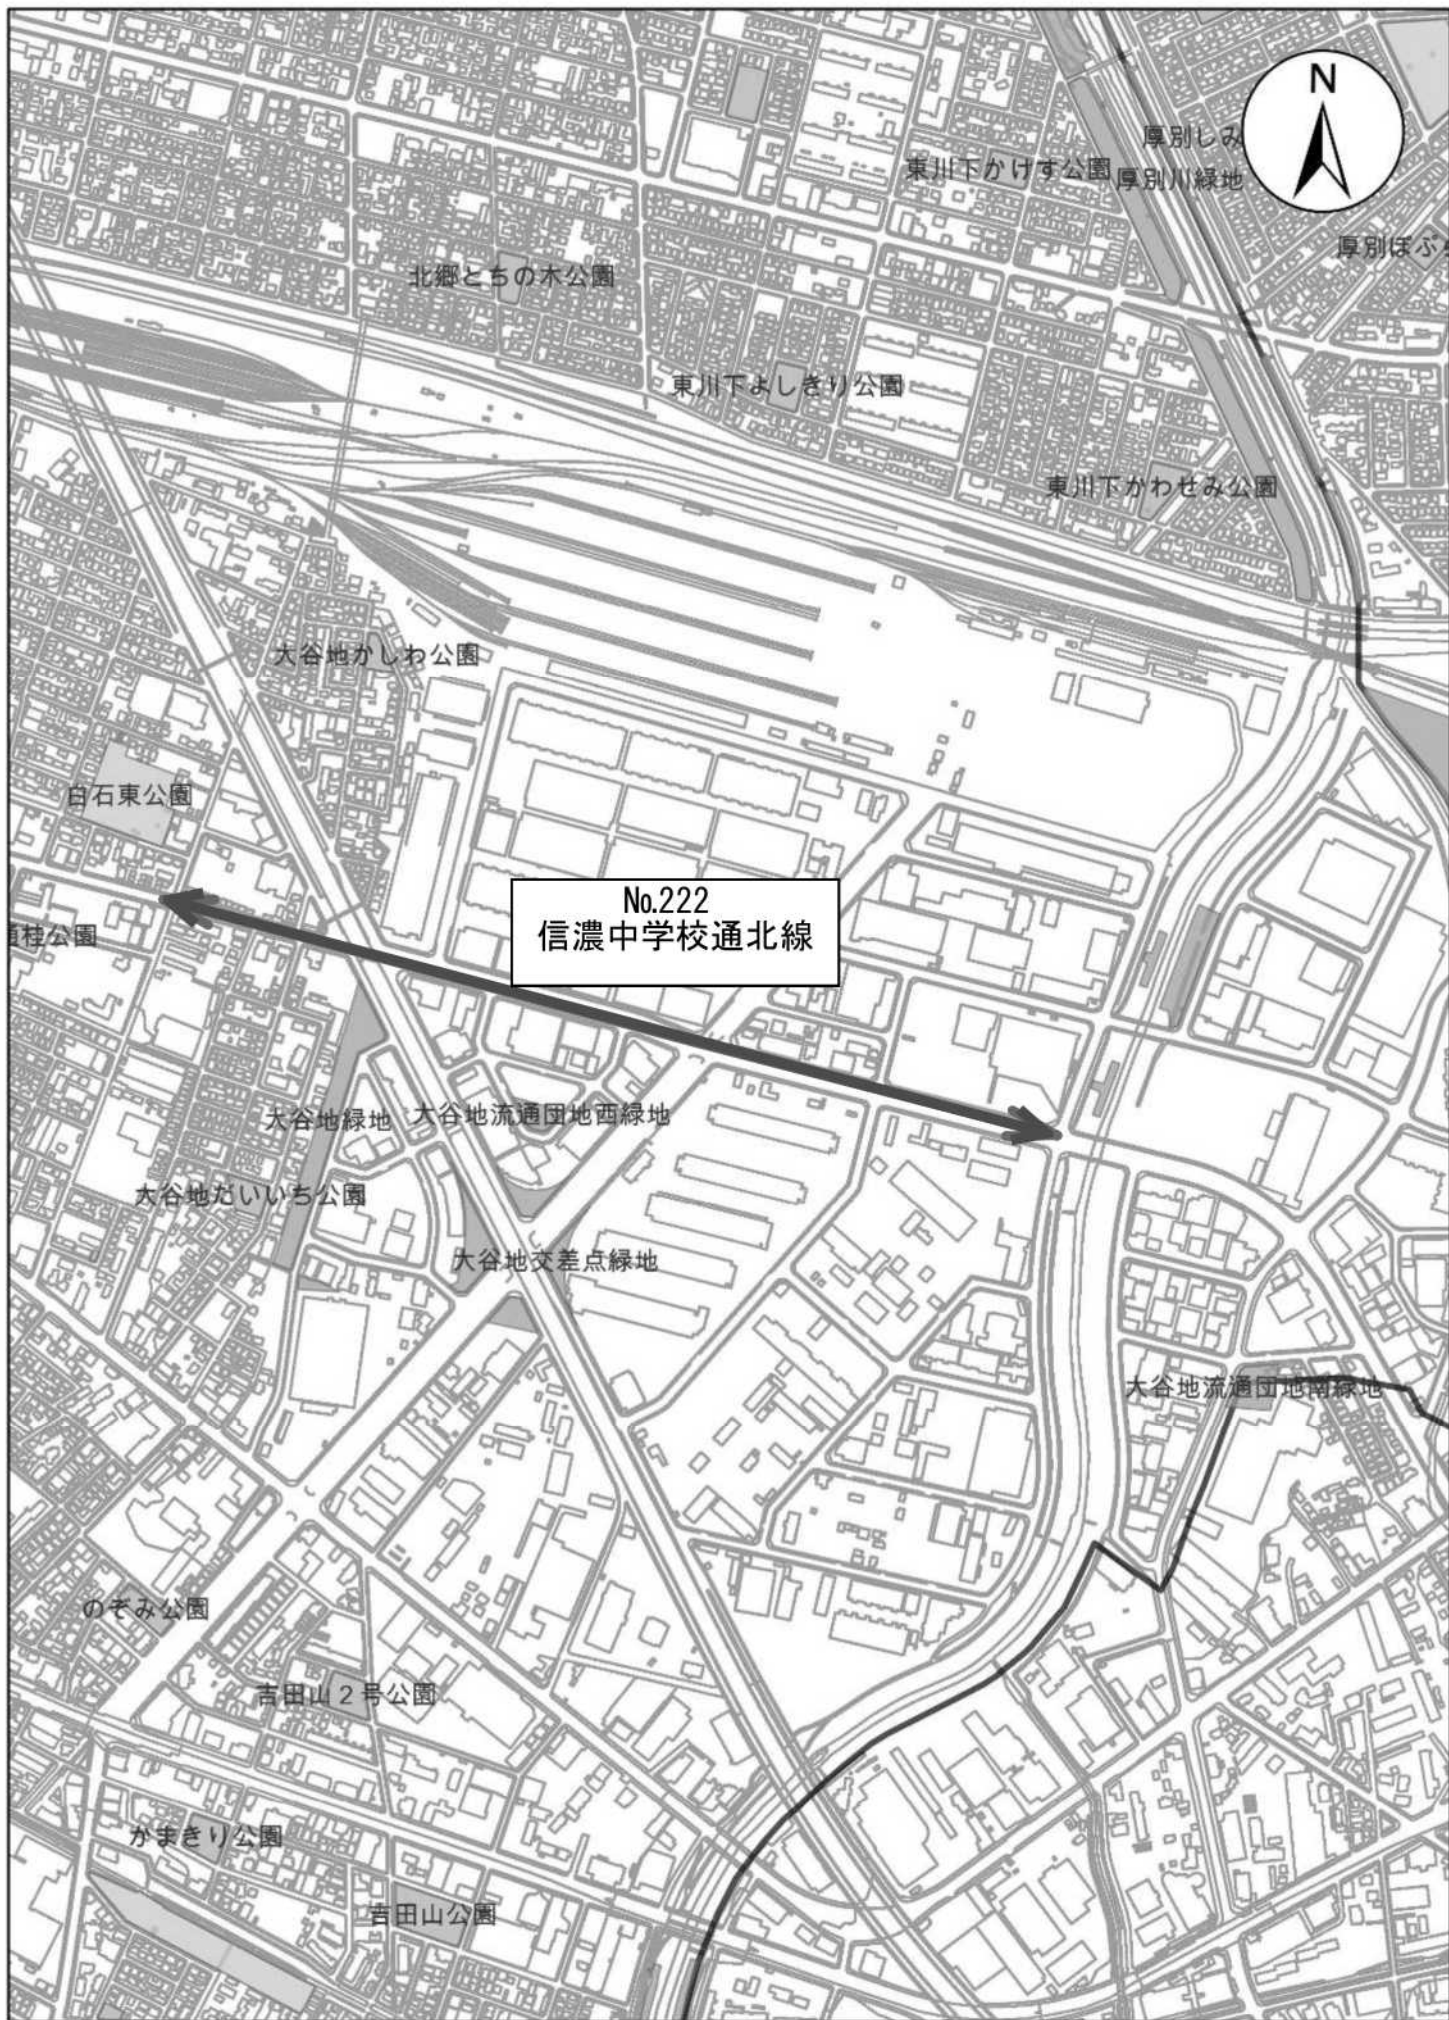 N
厚別しみ
東川下かけす公園
厚別川緑地
厚別ぽぷ
北郷とちの木公園
東川下よしきり公園
東川下かわせみ公園
大谷地かしわ公園
白石東公園
No.222
信濃中学校通北線
桂公園
大谷地緑地
大谷地流通団地西緑地
大谷地だいいち公園
大谷地交差点緑地
大谷地流通団地南緑地
のぞみ公園
吉田山2号公園
かまきり公園
吉田山公園